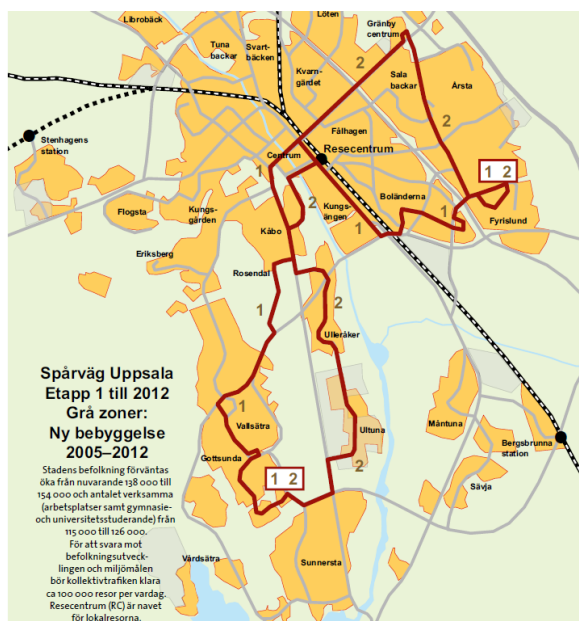 Löten
Gränby
centrum
Librobäck
Tuna
backar
Svart-
bäcken
2
Kvarn-
gärdet
Sala
backar
Årsta
2
Fålhagen
Stenhagens
station
Centrum
Resecentrum
1
1 2
Boländerna
Flogsta
Kungs-
gården
2
Kungs-
ängen
1
1
Fyrislund
Kåbo
Eriksberg
Rosendal
1
2
Ulleråker
Spårväg Uppsala
Etapp 1 till 2012
Grå zoner:
Ny bebyggelse
2005–2012
1
Vallsätra
Ultuna
Måntuna
Bergsbrunna
station
Gottsunda
2
1 2
Sävja
Stadens befolkning förväntas
öka från nuvarande 138 000 till
154 000 och antalet verksamma
(arbetsplatser samt gymnasie-
och universitetsstuderande) från
115 000 till 126 000.
För att svara mot
befolkningsutveck-
lingen och miljömålen
bör kollektivtrafiken klara
ca 100 000 resor per vardag.
Resecentrum (RC) är navet
för lokalresorna.
Vårdsätra
Sunnersta